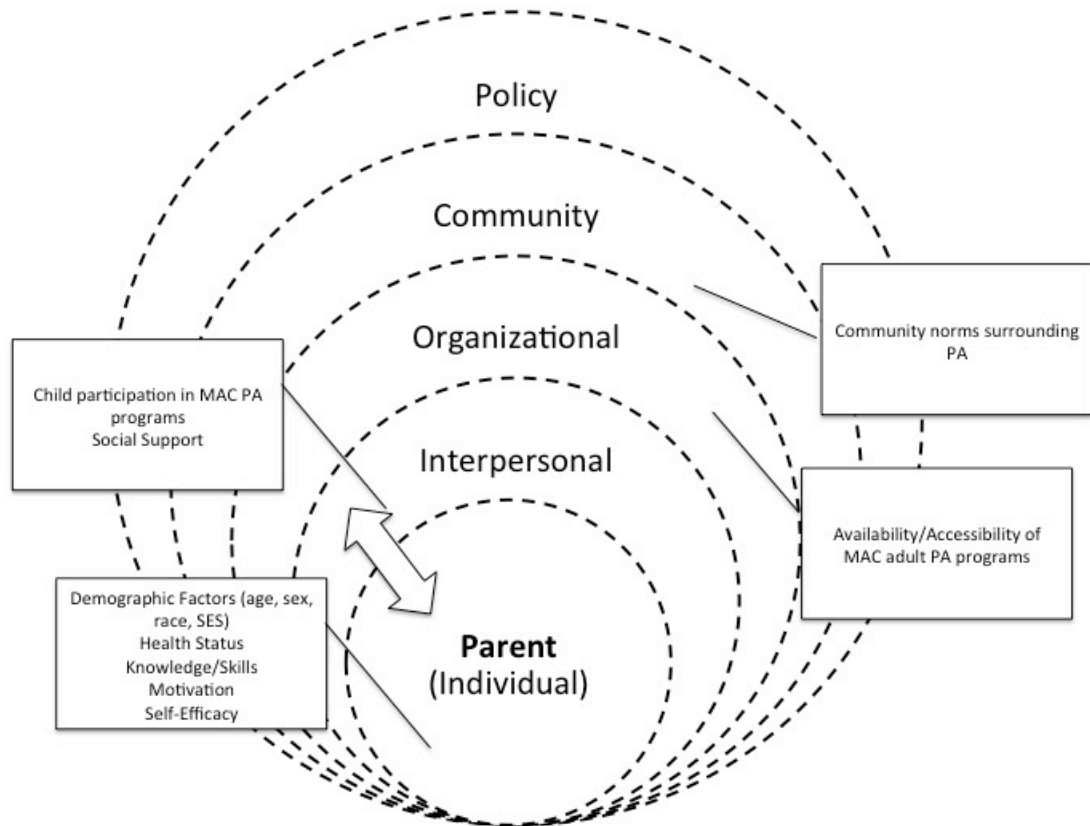 Policy
Community
Organizational
Interpersonal
Parent
(Individual)
Child participation in MAC PA
programs
Social Support
Demographic Factors (age, sex,
race, SES)
Health Status
Knowledge/Skills
Motivation
Self-Efficacy
Community norms surrounding
PA
Availability/Accessibility of
MAC adult PA programs